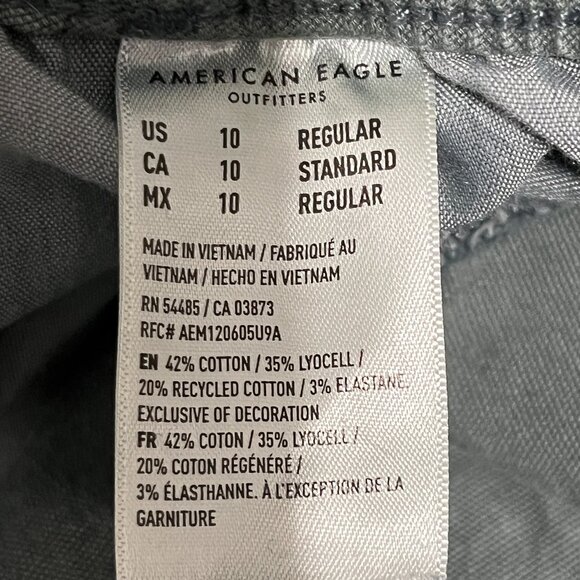 AMERICAN EAGLE
OUTFITTERS
US 10 REGULAR
CA 10 STANDARD
MX 10 REGULAR
MADE IN VIETNAM / FABRIQUÉ AU
VIETNAM / HECHO EN VIETNAM
RN 54485 / CA 03873
RFC# AEM120605U9A
EN 42% COTTON / 35% LYOCELL /
20% RECYCLED COTTON / 3% ELASTANE.
EXCLUSIVE OF DECORATION
FR 42% COTON / 35% LYOCELL /
20% COTON RÉGÉNÉRÉ /
3% ÉLASTHANNE. À L'EXCEPTION DE LA
GARNITURE